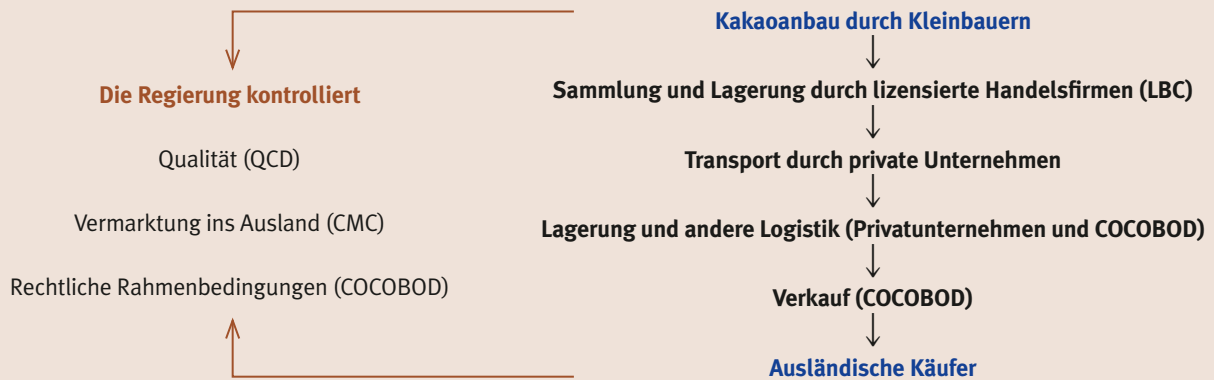 Kakaoanbau durch Kleinbauern
Die Regierung kontrolliert
Sammlung und Lagerung durch lizensierte Handelsfirmen (LBC)
Qualität (QCD)
Transport durch private Unternehmen
Vermarktung ins Ausland (CMC)
Lagerung und andere Logistik (Privatunternehmen und COCOBOD)
Rechtliche Rahmenbedingungen (COCOBOD)
Verkauf (COCOBOD)
Ausländische Käufer